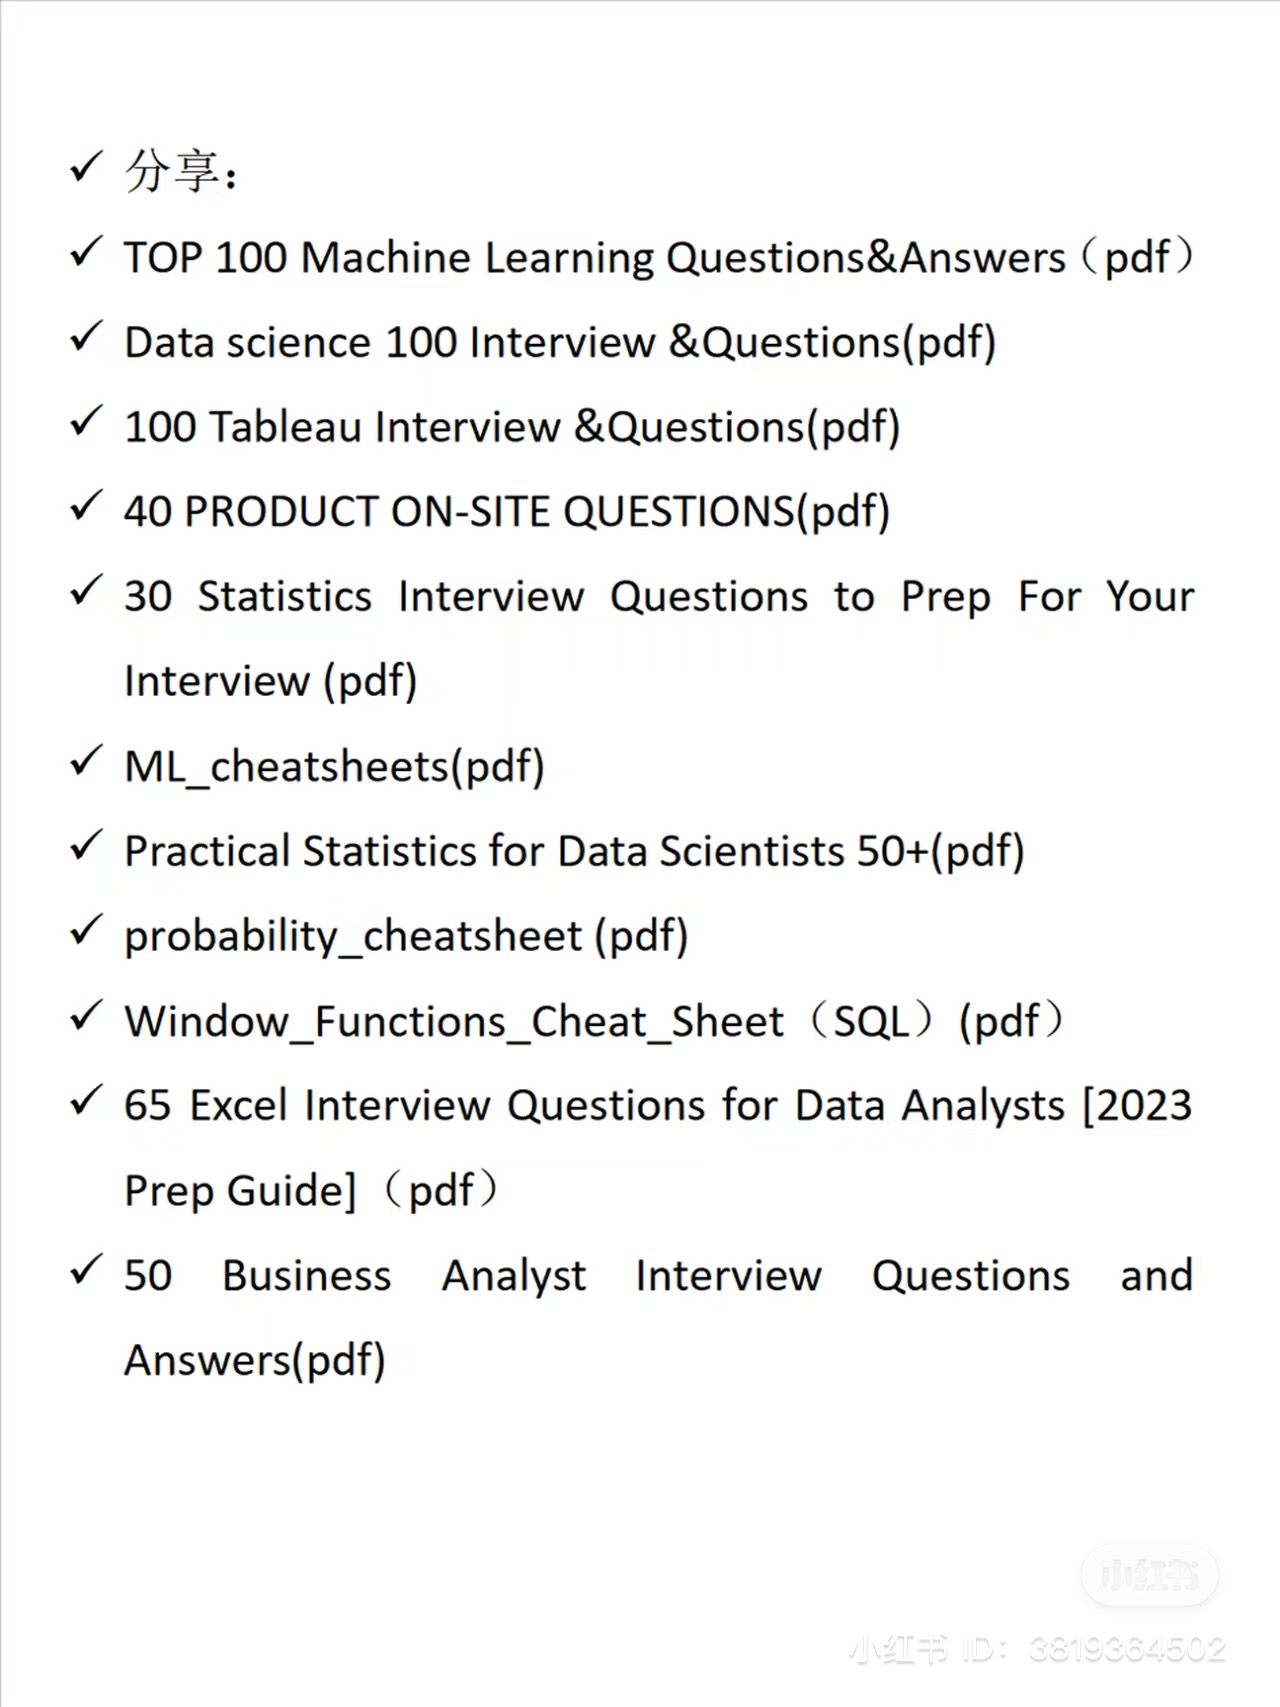 ✓ 分享：
✓ TOP 100 Machine Learning Questions&Answers（pdf）
✓ Data science 100 Interview &Questions(pdf)
✓ 100 Tableau Interview &Questions(pdf)
✓ 40 PRODUCT ON-SITE QUESTIONS(pdf)
✓ 30 Statistics Interview Questions to Prep For Your
Interview (pdf)
✓ ML_cheatsheets(pdf)
✓ Practical Statistics for Data Scientists 50+(pdf)
✓ probability_cheatsheet (pdf)
✓ Window_Functions_Cheat_Sheet（SQL）(pdf）
✓ 65 Excel Interview Questions for Data Analysts [2023
Prep Guide]（pdf）
✓ 50 Business Analyst Interview Questions and
Answers(pdf)
小红书
小红书 ID：3819364502